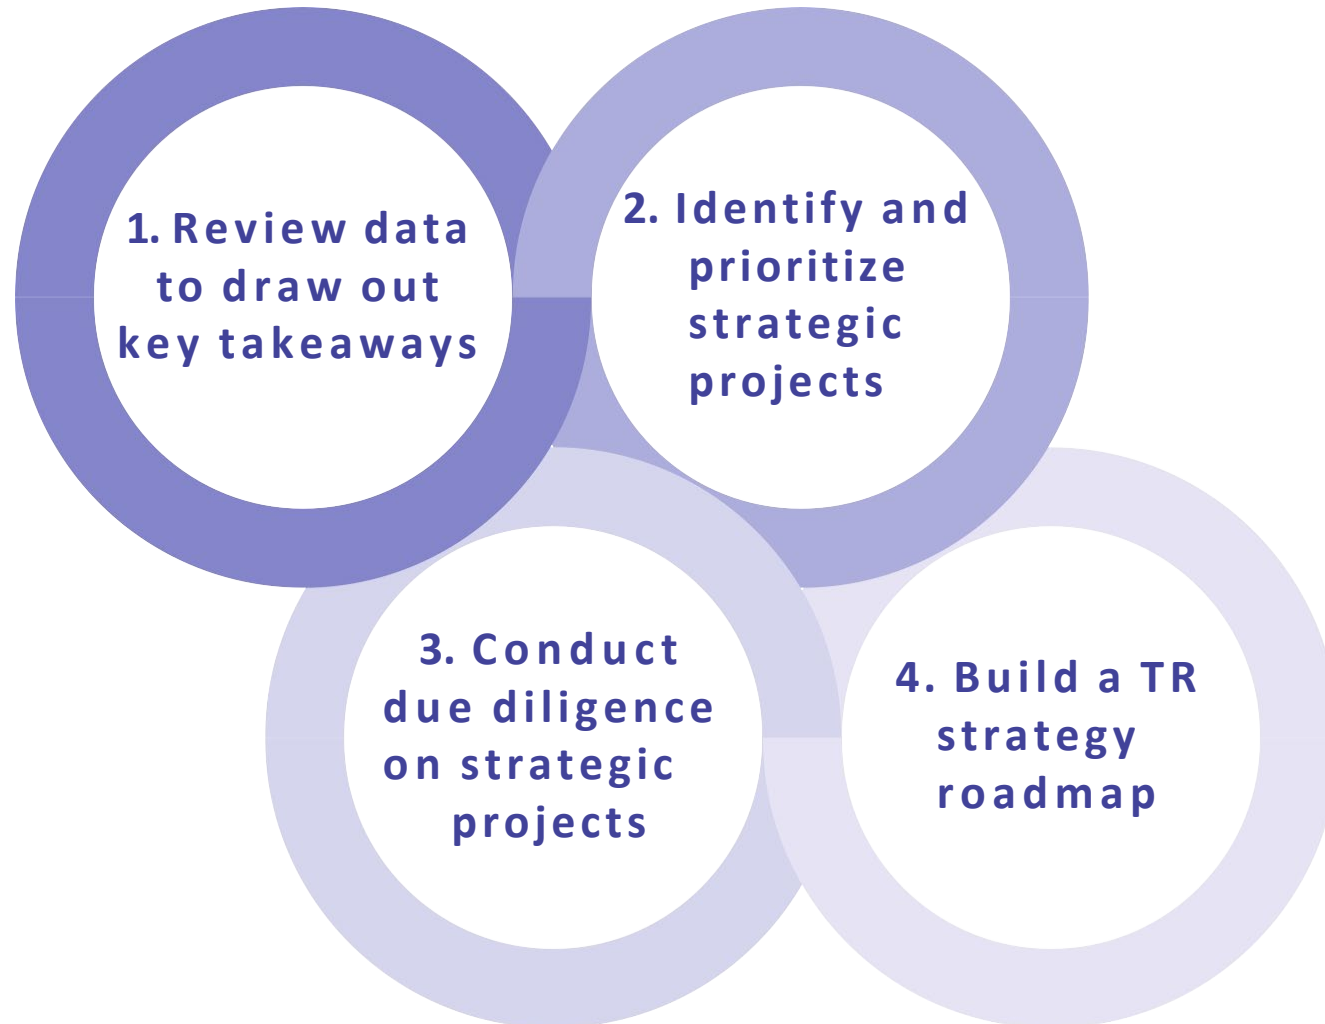 1. Review data
to draw out
key takeaways
2. Identify and
prioritize
strategic
projects
3. Conduct
due diligence
on strategic
projects
4. Build a TR
strategy
roadmap